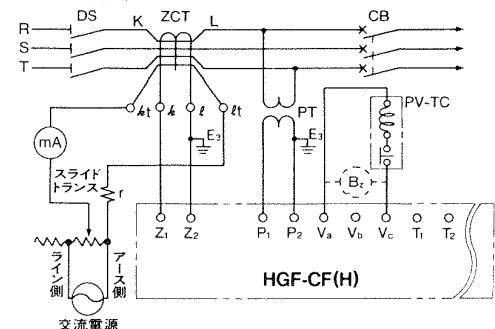 DS K ZCT L CB
R
S
T
kt k l lt
E3
PT
E3
PV-TC
mA
スライド
トランス
r
Bz
Z1 Z2 P1 P2 Va Vb Vc T1 T2
HGF-CF(H)
ライン側
アース側
交流電源